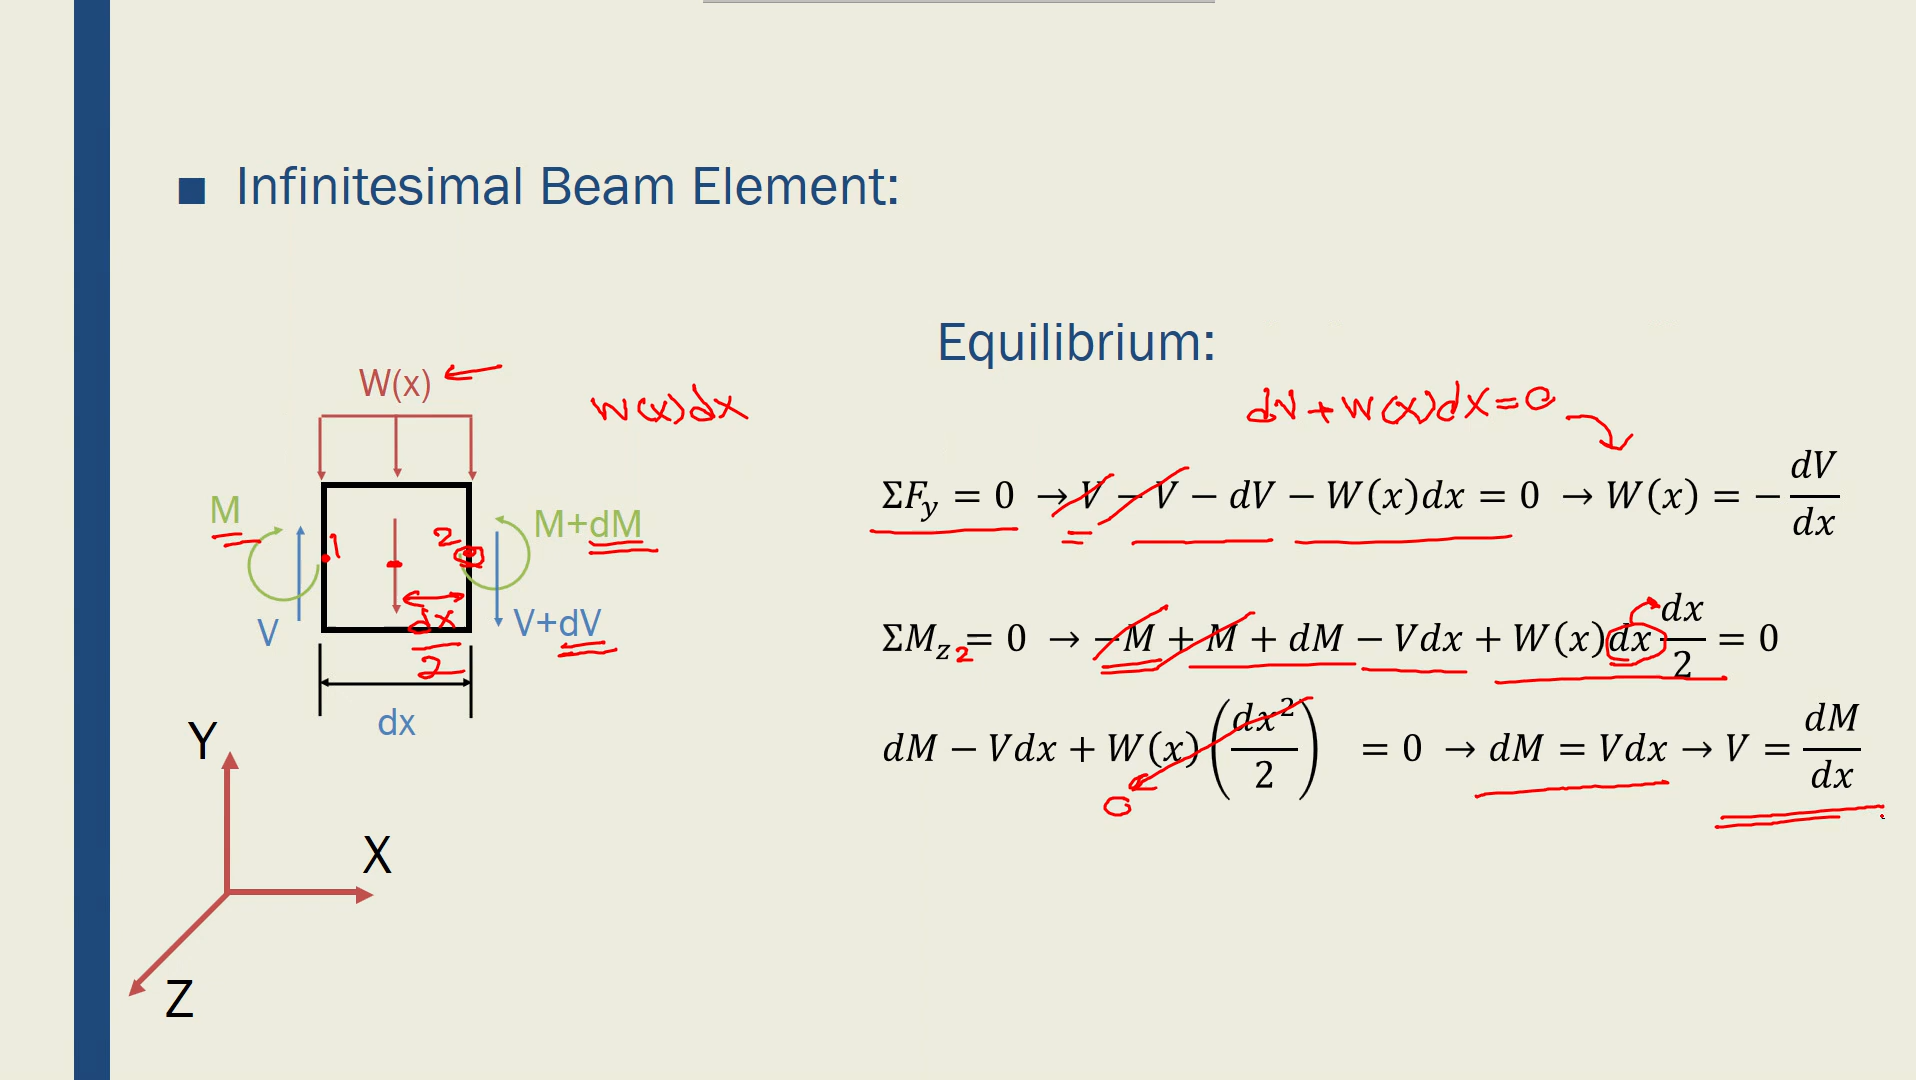 ■ Infinitesimal Beam Element:
Equilibrium:
W(x)
w(x)dx
dV+w(x)dx=0
ΣF_y = 0 → V − V − dV − W(x)dx = 0 → W(x) = −dV/dx
M
1
2
M+dM
V
dx/2
V+dV
dx
ΣM_z2 = 0 → −M + M + dM − Vdx + W(x)dx dx/2 = 0
dM − Vdx + W(x)(dx²/2) = 0 → dM = Vdx → V = dM/dx
0
Y
X
Z